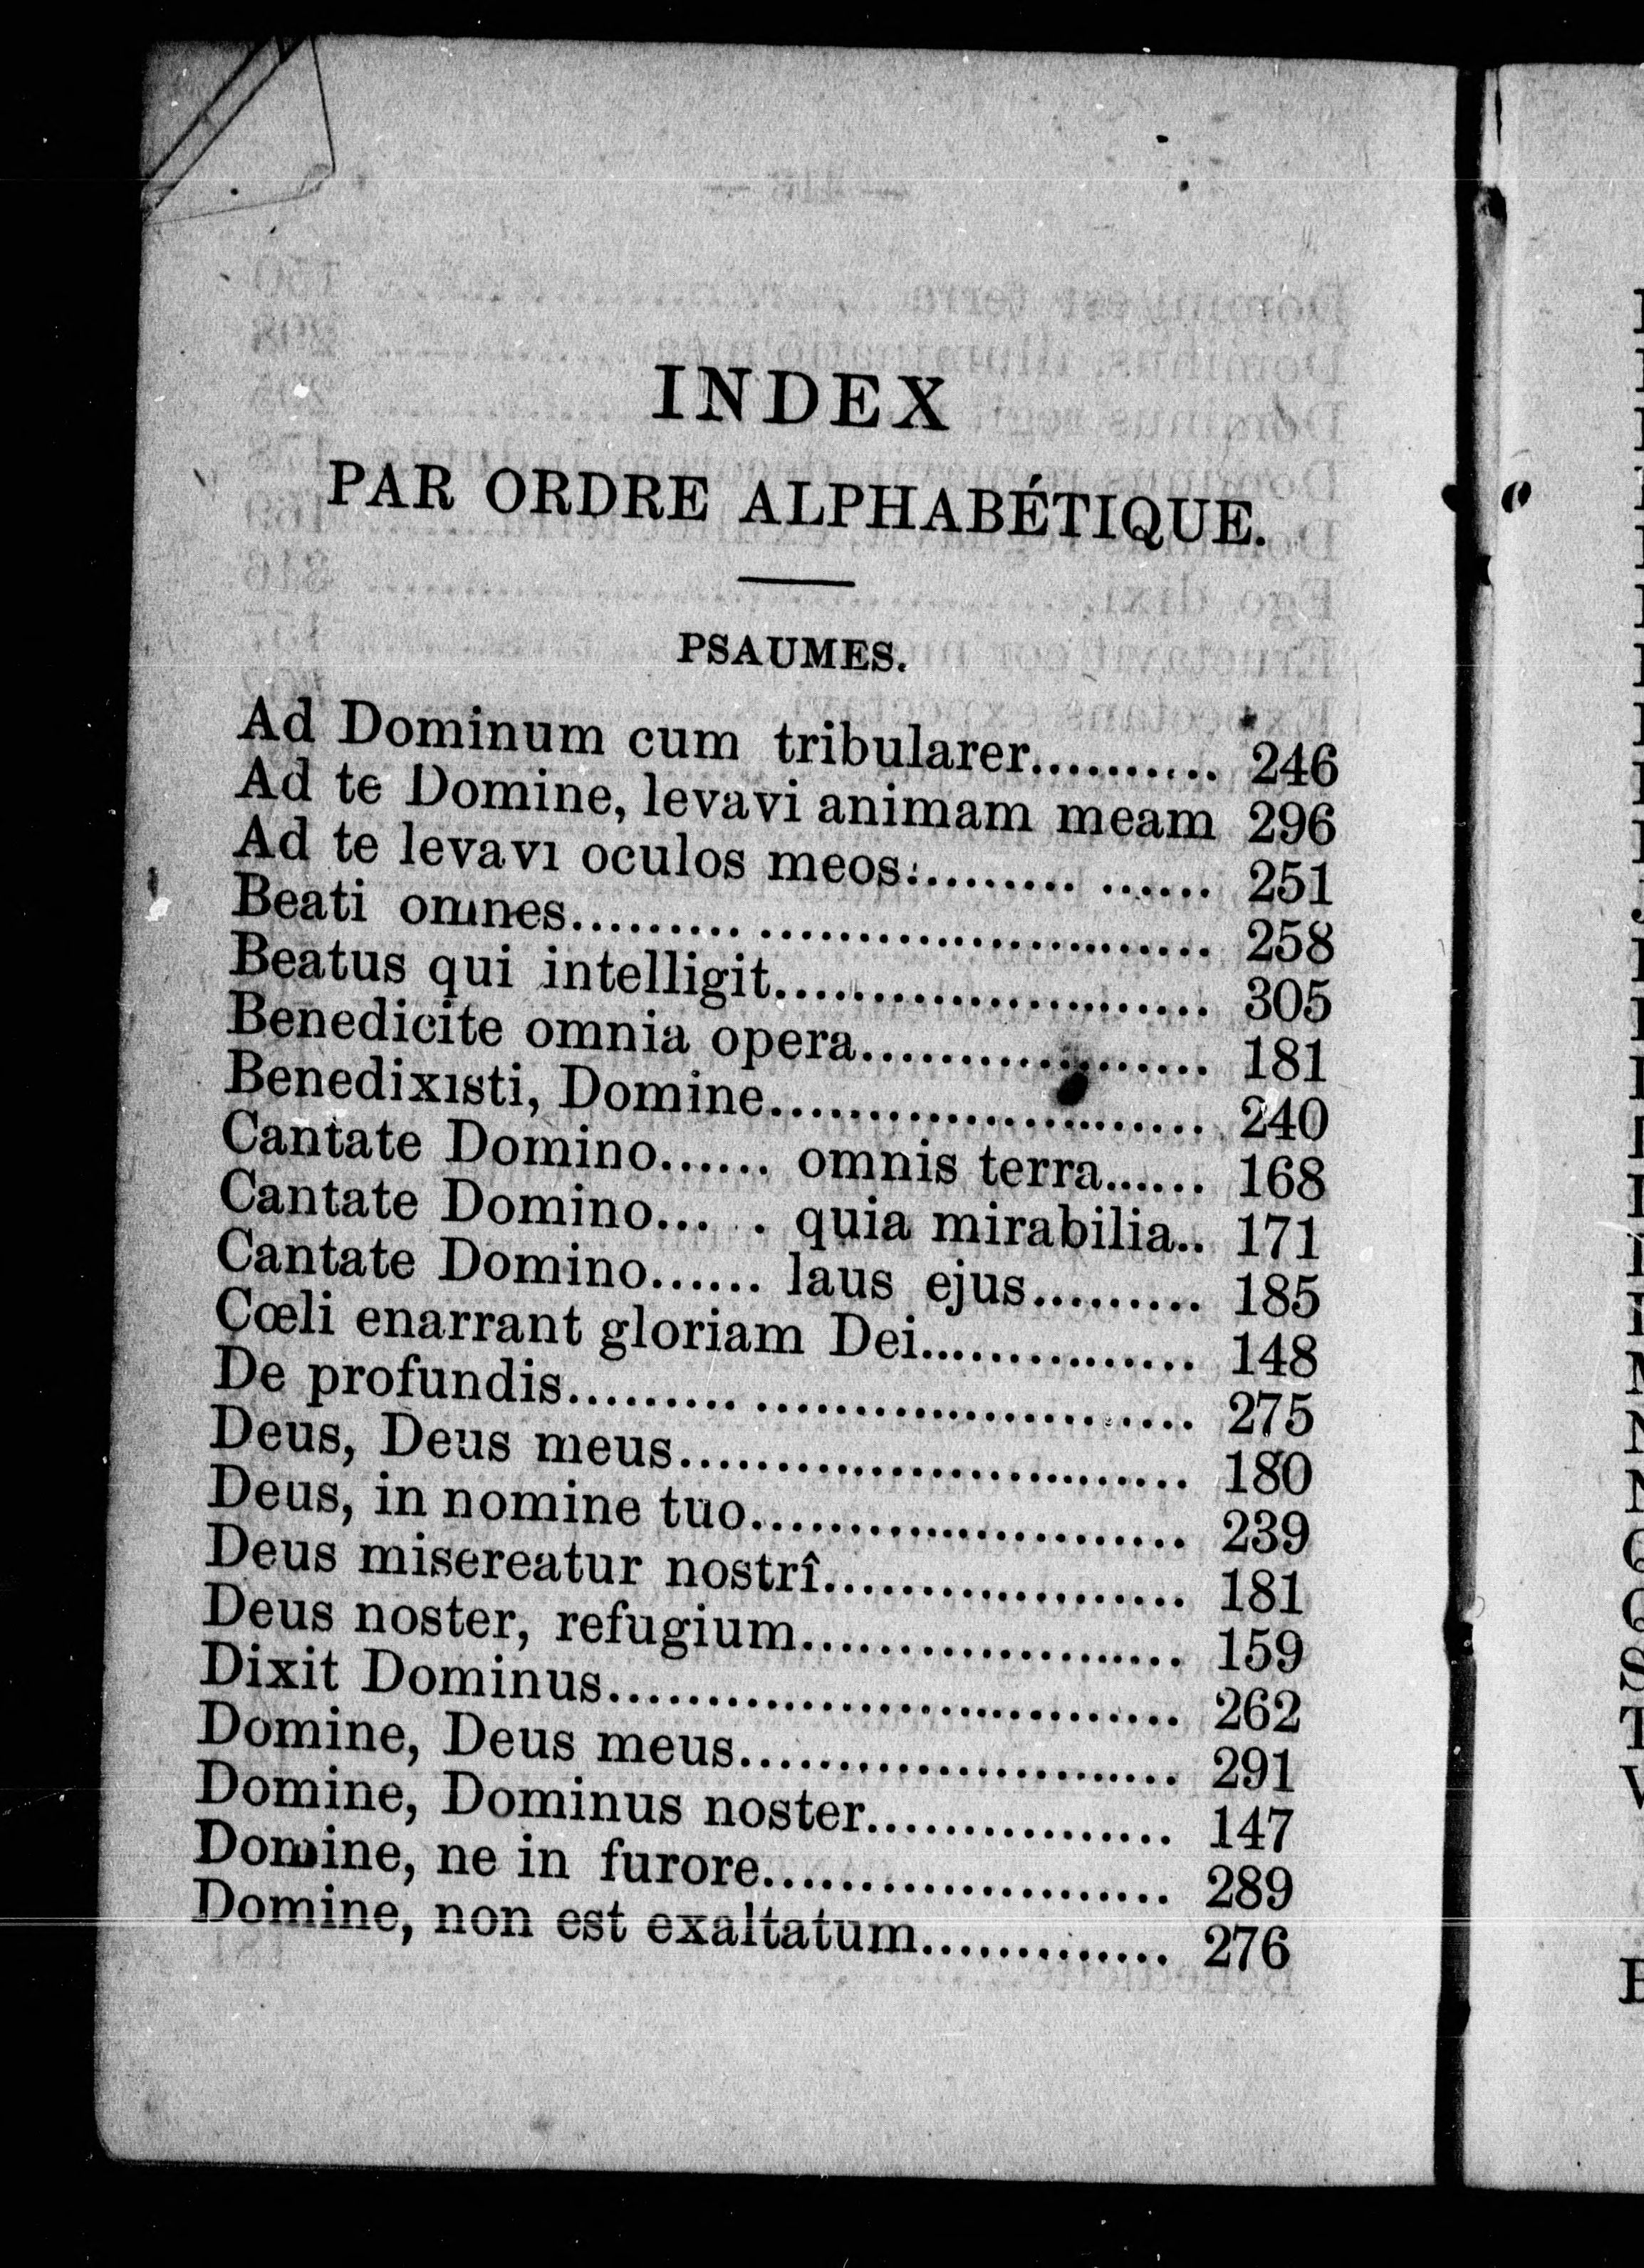 INDEX
PAR ORDRE ALPHABÉTIQUE.
PSAUMES.
Ad Dominum cum tribularer.......... 246
Ad te Domine, levavi animam meam 296
Ad te levavi oculos meos:........ ...... 251
Beati omnes......... ........................ 258
Beatus qui intelligit....................... 305
Benedicite omnia opera.................. 181
Benedixisti, Domine....................... 240
Cantate Domino...... omnis terra...... 168
Cantate Domino... . quia mirabilia.. 171
Cantate Domino...... laus ejus......... 185
Cœli enarrant gloriam Dei.............. 148
De profundis......... ....................... 275
Deus, Deus meus........................... 180
Deus, in nomine tuo....................... 239
Deus misereatur nostrî................... 181
Deus noster, refugium.................... 159
Dixit Dominus.............................. 262
Domine, Deus meus....................... 291
Domine, Dominus noster................ 147
Domine, ne in furore..................... 289
Domine, non est exaltatum............. 276